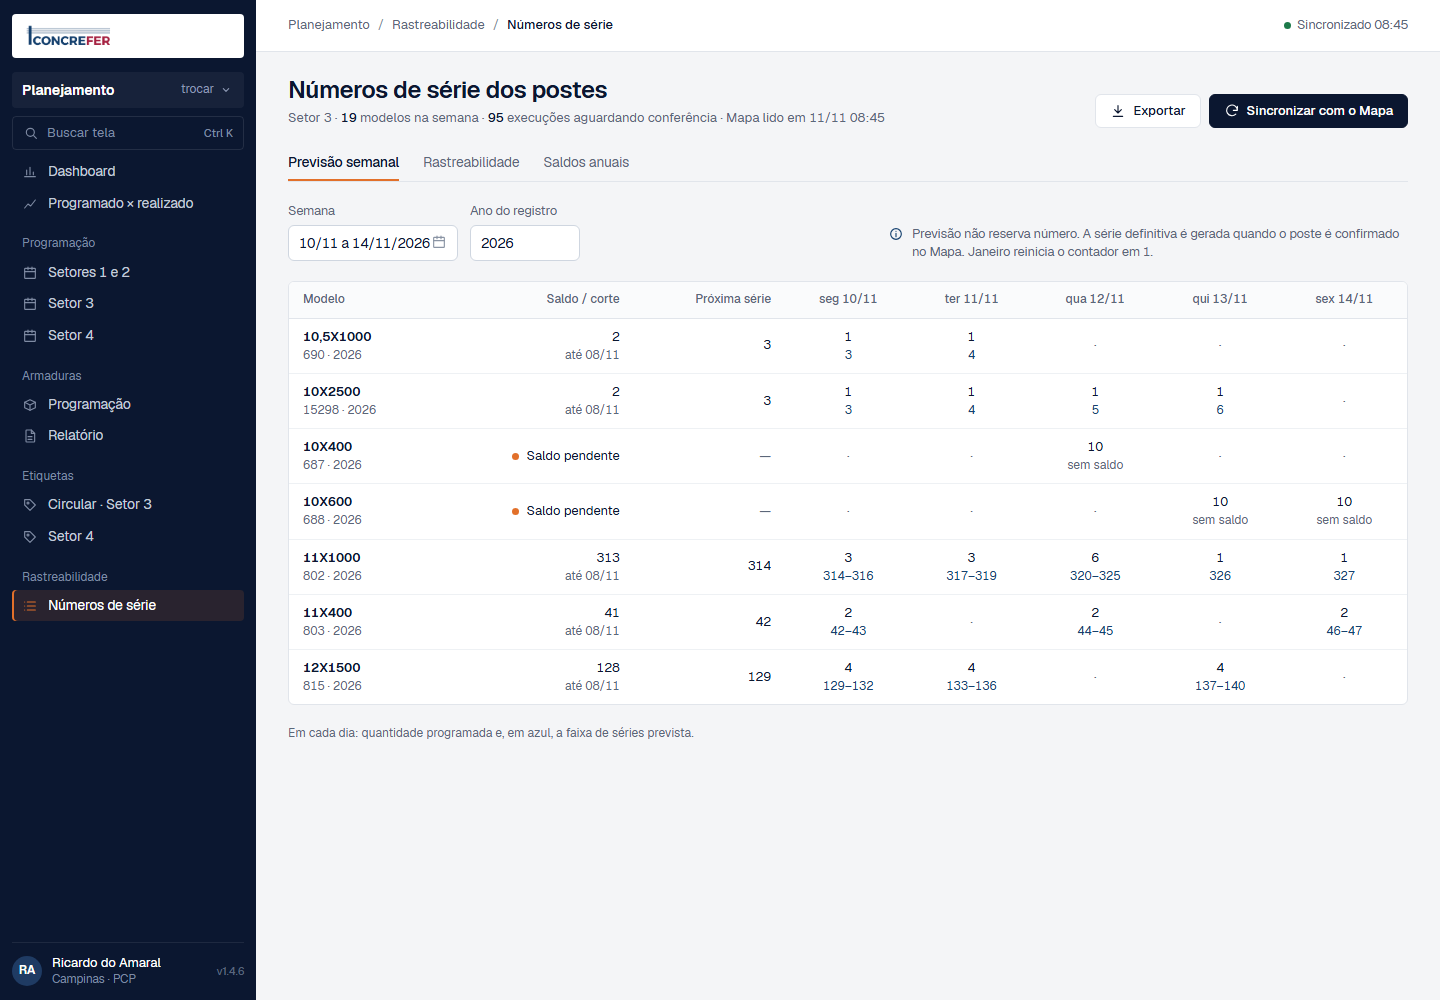 CONCREFER
Planejamento trocar
Buscar tela Ctrl K
Dashboard
Programado × realizado
Programação
Setores 1 e 2
Setor 3
Setor 4
Armaduras
Programação
Relatório
Etiquetas
Circular · Setor 3
Setor 4
Rastreabilidade
Números de série
RA
Ricardo do Amaral
Campinas · PCP
v1.4.6
Planejamento / Rastreabilidade / Números de série
Sincronizado 08:45
Números de série dos postes
Setor 3 · 19 modelos na semana · 95 execuções aguardando conferência · Mapa lido em 11/11 08:45
Exportar
Sincronizar com o Mapa
Previsão semanal Rastreabilidade Saldos anuais
Semana Ano do registro
10/11 a 14/11/2026 2026
Previsão não reserva número. A série definitiva é gerada quando o poste é confirmado
no Mapa. Janeiro reinicia o contador em 1.
Modelo Saldo / corte Próxima série seg 10/11 ter 11/11 qua 12/11 qui 13/11 sex 14/11
10,5X1000 2 3 1 1 · · ·
690 · 2026 até 08/11 3 4
10X2500 2 3 1 1 1 1 ·
15298 · 2026 até 08/11 3 4 5 6
10X400 Saldo pendente — · · 10 · ·
687 · 2026 sem saldo
10X600 Saldo pendente — · · · 10 10
688 · 2026 sem saldo sem saldo
11X1000 313 314 3 3 6 1 1
802 · 2026 até 08/11 314–316 317–319 320–325 326 327
11X400 41 42 2 · 2 · 2
803 · 2026 até 08/11 42–43 44–45 46–47
12X1500 128 129 4 4 · 4 ·
815 · 2026 até 08/11 129–132 133–136 137–140
Em cada dia: quantidade programada e, em azul, a faixa de séries prevista.